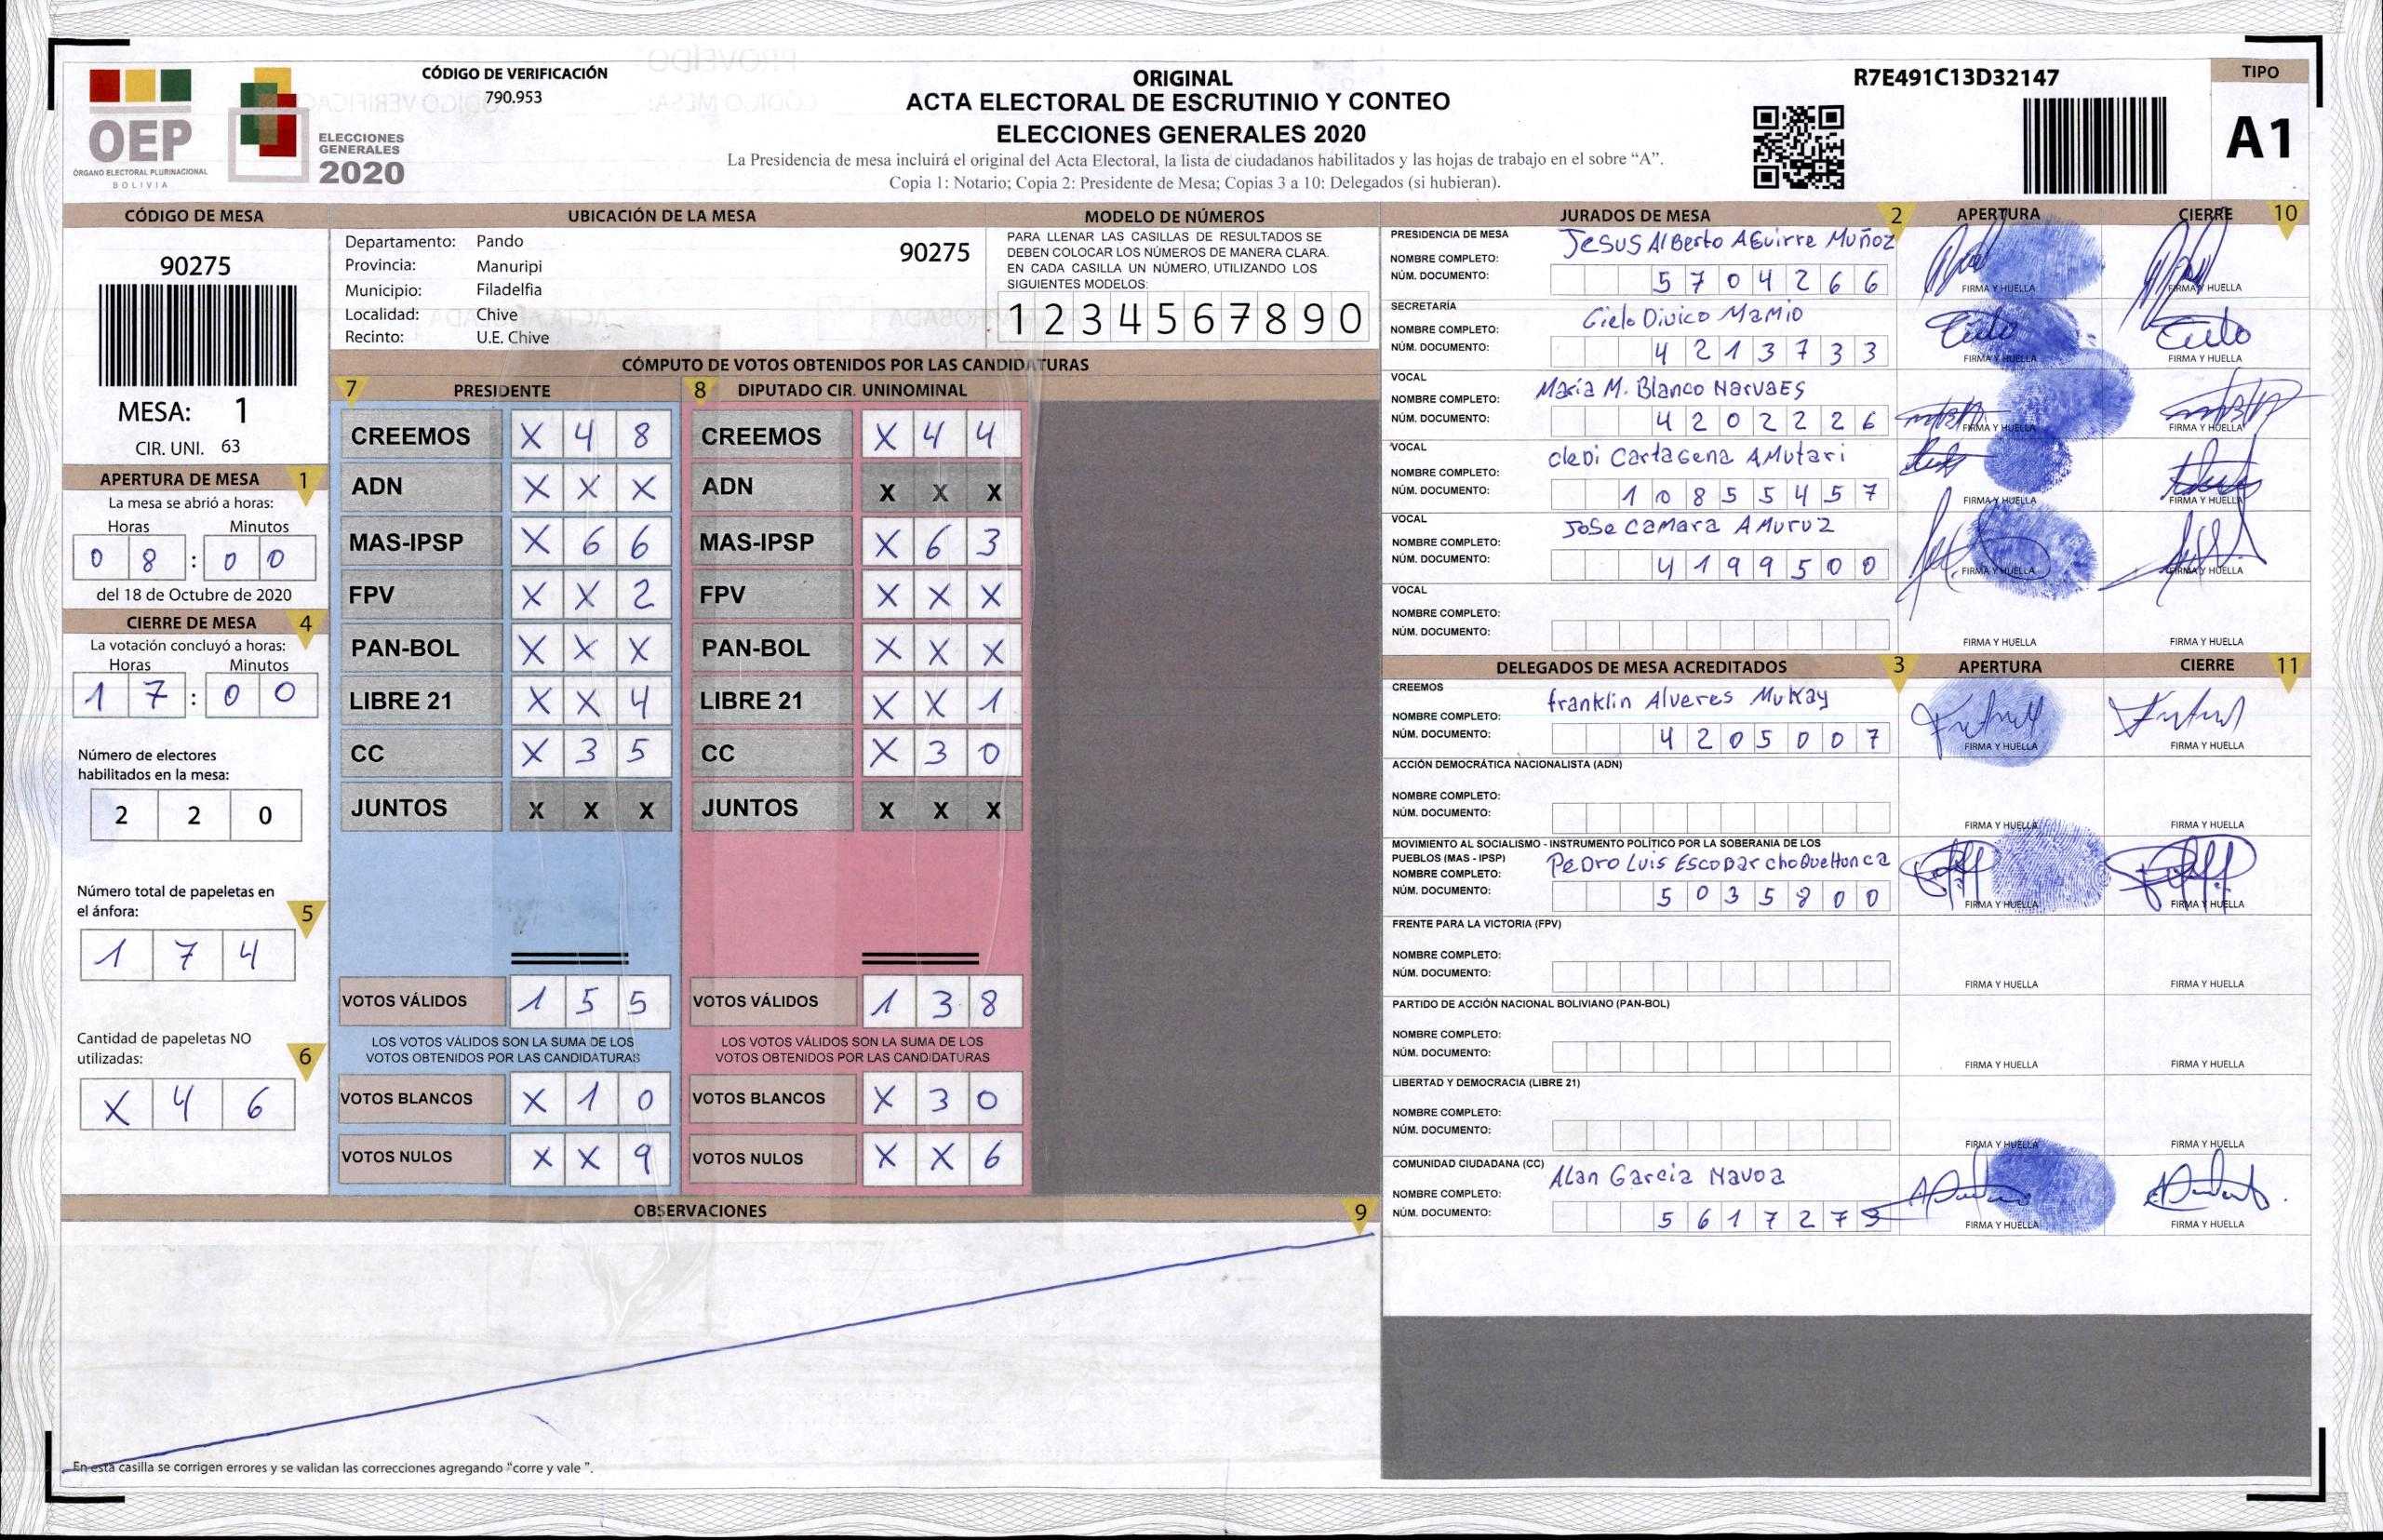 CÓDIGO DE VERIFICACIÓN
790.953
OEP
ÓRGANO ELECTORAL PLURINACIONAL
BOLIVIA
ELECCIONES
GENERALES
2020
ORIGINAL
ACTA ELECTORAL DE ESCRUTINIO Y CONTEO
ELECCIONES GENERALES 2020
La Presidencia de mesa incluirá el original del Acta Electoral, la lista de ciudadanos habilitados y las hojas de trabajo en el sobre “A”.
Copia 1: Notario; Copia 2: Presidente de Mesa; Copias 3 a 10: Delegados (si hubieran).
R7E491C13D32147
TIPO
A1
CÓDIGO DE MESA
90275
MESA: 1
CIR. UNI. 63
APERTURA DE MESA 1
La mesa se abrió a horas:
Horas Minutos
0 8 : 0 0
del 18 de Octubre de 2020
CIERRE DE MESA 4
La votación concluyó a horas:
Horas Minutos
1 7 : 0 0
Número de electores
habilitados en la mesa:
2 2 0
Número total de papeletas en
el ánfora: 5
1 7 4
Cantidad de papeletas NO
utilizadas: 6
X 4 6
UBICACIÓN DE LA MESA
Departamento: Pando 90275
Provincia: Manuripi
Municipio: Filadelfia
Localidad: Chive
Recinto: U.E. Chive
MODELO DE NÚMEROS
PARA LLENAR LAS CASILLAS DE RESULTADOS SE
DEBEN COLOCAR LOS NÚMEROS DE MANERA CLARA.
EN CADA CASILLA UN NÚMERO, UTILIZANDO LOS
SIGUIENTES MODELOS:
1 2 3 4 5 6 7 8 9 0
CÓMPUTO DE VOTOS OBTENIDOS POR LAS CANDIDATURAS
7 PRESIDENTE 8 DIPUTADO CIR. UNINOMINAL
CREEMOS X 4 8 CREEMOS X 4 4
ADN X X X ADN X X X
MAS-IPSP X 6 6 MAS-IPSP X 6 3
FPV X X 2 FPV X X X
PAN-BOL X X X PAN-BOL X X X
LIBRE 21 X X 4 LIBRE 21 X X 1
CC X 3 5 CC X 3 0
JUNTOS X X X JUNTOS X X X
VOTOS VÁLIDOS 1 5 5 VOTOS VÁLIDOS 1 3 8
LOS VOTOS VÁLIDOS SON LA SUMA DE LOS LOS VOTOS VÁLIDOS SON LA SUMA DE LOS
VOTOS OBTENIDOS POR LAS CANDIDATURAS VOTOS OBTENIDOS POR LAS CANDIDATURAS
VOTOS BLANCOS X 1 0 VOTOS BLANCOS X 3 0
VOTOS NULOS X X 9 VOTOS NULOS X X 6
OBSERVACIONES 9
En esta casilla se corrigen errores y se validan las correcciones agregando “corre y vale ”.
JURADOS DE MESA 2 APERTURA CIERRE 10
PRESIDENCIA DE MESA Jesus Alberto Aguirre Muñoz
NOMBRE COMPLETO:
NÚM. DOCUMENTO: 5 7 0 4 2 6 6 FIRMA Y HUELLA FIRMA Y HUELLA
SECRETARÍA
NOMBRE COMPLETO: Cielo Divico Mamio
NÚM. DOCUMENTO: 4 2 1 3 7 3 3 FIRMA Y HUELLA FIRMA Y HUELLA
VOCAL
NOMBRE COMPLETO: Maria M. Blanco Narvaes
NÚM. DOCUMENTO: 4 2 0 2 2 2 6 FIRMA Y HUELLA FIRMA Y HUELLA
VOCAL
NOMBRE COMPLETO: cledi Cartagena Amutari
NÚM. DOCUMENTO: 1 0 8 5 5 4 5 7 FIRMA Y HUELLA FIRMA Y HUELLA
VOCAL
NOMBRE COMPLETO: Jose Camara Amuruz
NÚM. DOCUMENTO: 4 1 9 9 5 0 0 FIRMA Y HUELLA FIRMA Y HUELLA
VOCAL
NOMBRE COMPLETO:
NÚM. DOCUMENTO: FIRMA Y HUELLA FIRMA Y HUELLA
DELEGADOS DE MESA ACREDITADOS 3 APERTURA CIERRE 11
CREEMOS
NOMBRE COMPLETO: franklin Alveres Mukay
NÚM. DOCUMENTO: 4 2 0 5 0 0 7 FIRMA Y HUELLA FIRMA Y HUELLA
ACCIÓN DEMOCRÁTICA NACIONALISTA (ADN)
NOMBRE COMPLETO:
NÚM. DOCUMENTO: FIRMA Y HUELLA FIRMA Y HUELLA
MOVIMIENTO AL SOCIALISMO - INSTRUMENTO POLÍTICO POR LA SOBERANIA DE LOS
PUEBLOS (MAS - IPSP) Pedro Luis Escobar choquehonca
NOMBRE COMPLETO:
NÚM. DOCUMENTO: 5 0 3 5 8 0 0 FIRMA Y HUELLA FIRMA Y HUELLA
FRENTE PARA LA VICTORIA (FPV)
NOMBRE COMPLETO:
NÚM. DOCUMENTO: FIRMA Y HUELLA FIRMA Y HUELLA
PARTIDO DE ACCIÓN NACIONAL BOLIVIANO (PAN-BOL)
NOMBRE COMPLETO:
NÚM. DOCUMENTO: FIRMA Y HUELLA FIRMA Y HUELLA
LIBERTAD Y DEMOCRACIA (LIBRE 21)
NOMBRE COMPLETO:
NÚM. DOCUMENTO: FIRMA Y HUELLA FIRMA Y HUELLA
COMUNIDAD CIUDADANA (CC) Alan Garcia Navoa
NOMBRE COMPLETO:
NÚM. DOCUMENTO: 5 6 1 7 2 7 3 FIRMA Y HUELLA FIRMA Y HUELLA